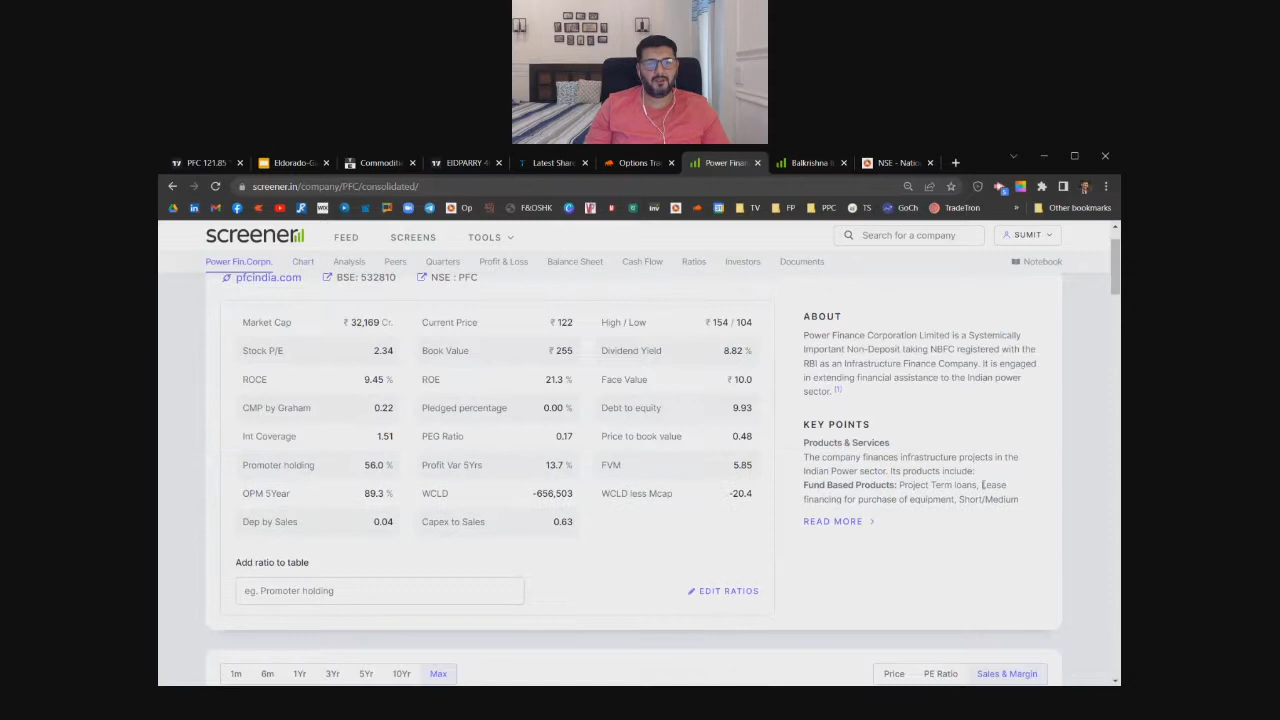 PFC 121.85
Eldorado-G
Commoditie
EIDPARRY 4
Latest Share
Options Tra
Power Finan
Balkrishna
NSE - Natio
screener.in/company/PFC/consolidated/
Op
F&OSHK
TV
FP
PPC
TS
GoCh
TradeTron
»
Other bookmarks
screener
FEED
SCREENS
TOOLS
Search for a company
SUMIT
Power Fin.Corpn.
Chart
Analysis
Peers
Quarters
Profit & Loss
Balance Sheet
Cash Flow
Ratios
Investors
Documents
Notebook
pfcindia.com
BSE: 532810
NSE : PFC
Market Cap ₹ 32,169 Cr.
Current Price ₹ 122
High / Low ₹ 154 / 104
Stock P/E 2.34
Book Value ₹ 255
Dividend Yield 8.82 %
ROCE 9.45 %
ROE 21.3 %
Face Value ₹ 10.0
CMP by Graham 0.22
Pledged percentage 0.00 %
Debt to equity 9.93
Int Coverage 1.51
PEG Ratio 0.17
Price to book value 0.48
Promoter holding 56.0 %
Profit Var 5Yrs 13.7 %
FVM 5.85
OPM 5Year 89.3 %
WCLD -656,503
WCLD less Mcap -20.4
Dep by Sales 0.04
Capex to Sales 0.63
Add ratio to table
eg. Promoter holding
EDIT RATIOS
ABOUT
Power Finance Corporation Limited is a Systemically
Important Non-Deposit taking NBFC registered with the
RBI as an Infrastructure Finance Company. It is engaged
in extending financial assistance to the Indian power
sector. [1]
KEY POINTS
Products & Services
The company finances infrastructure projects in the
Indian Power sector. Its products include:
Fund Based Products: Project Term loans, Lease
financing for purchase of equipment, Short/Medium
READ MORE
1m
6m
1Yr
3Yr
5Yr
10Yr
Max
Price
PE Ratio
Sales & Margin